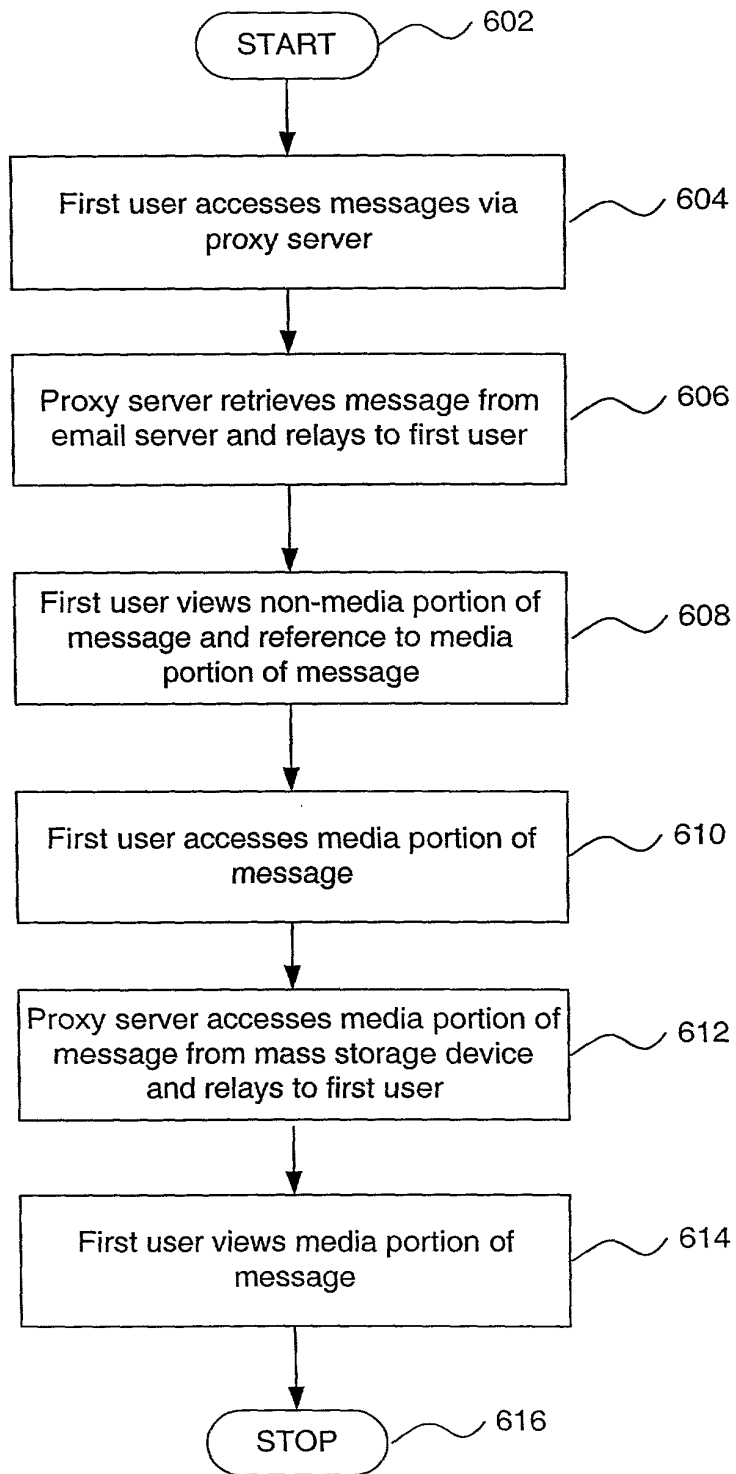 START
602
First user accesses messages via
proxy server
604
Proxy server retrieves message from
email server and relays to first user
606
First user views non-media portion of
message and reference to media
portion of message
608
First user accesses media portion of
message
610
Proxy server accesses media portion of
message from mass storage device
and relays to first user
612
First user views media portion of
message
614
STOP
616